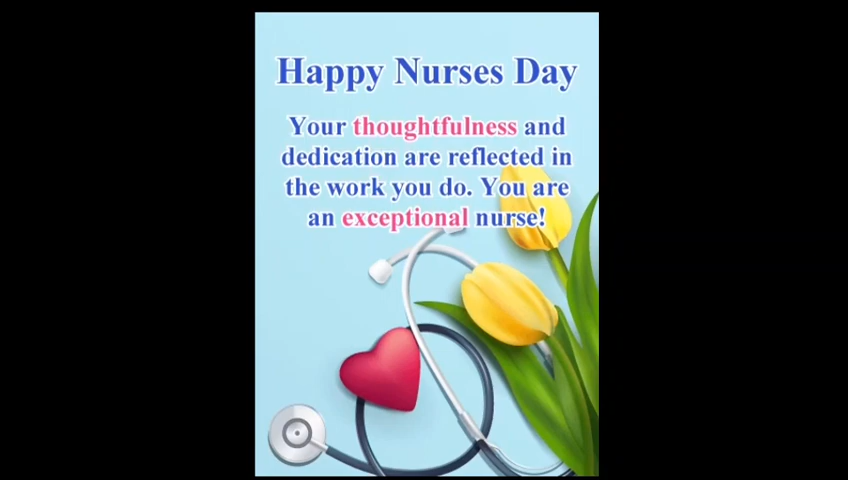 Happy Nurses Day
Your thoughtfulness and
dedication are reflected in
the work you do. You are
an exceptional nurse!